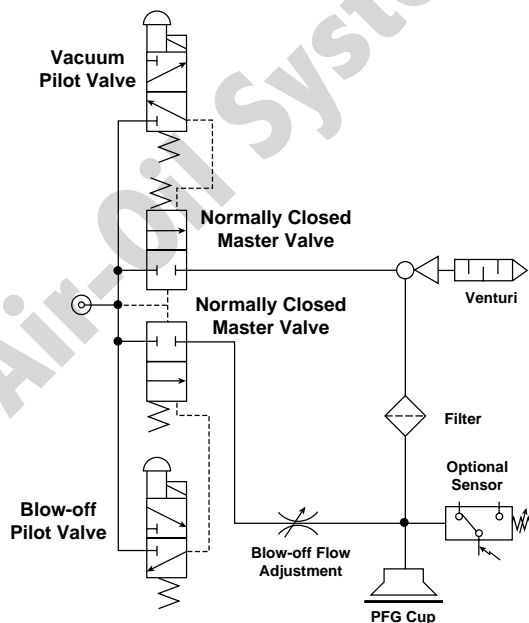 Air-Oil Syste
Vacuum
Pilot Valve
Normally Closed
Master Valve
Venturi
Normally Closed
Master Valve
Filter
Optional
Sensor
Blow-off
Pilot Valve
Blow-off Flow
Adjustment
PFG Cup